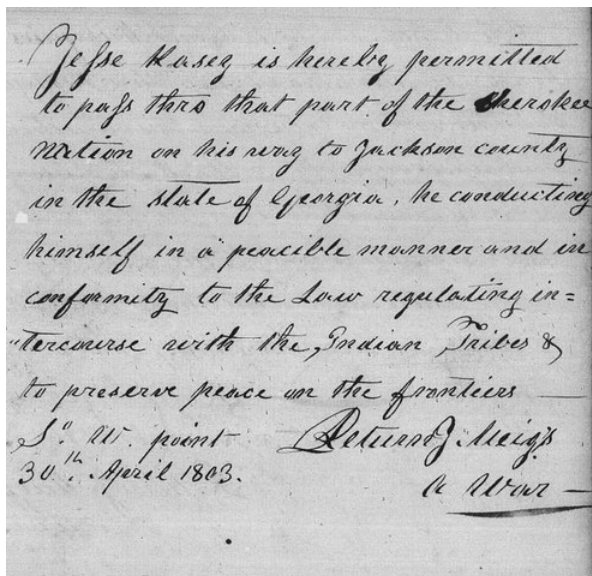 Jesse Kasey is hereby permitted
to pass thro that part of the Cherokee
Nation on his way to Jackson county
in the state of Georgia, he conducting
himself in a peacible manner and in
conformity to the Law regulating in=
"tercourse with the Indian Tribes &
to preserve peace on the frontiers —
So. W. point Return J. Meigs
30th. April 1803.
A War —